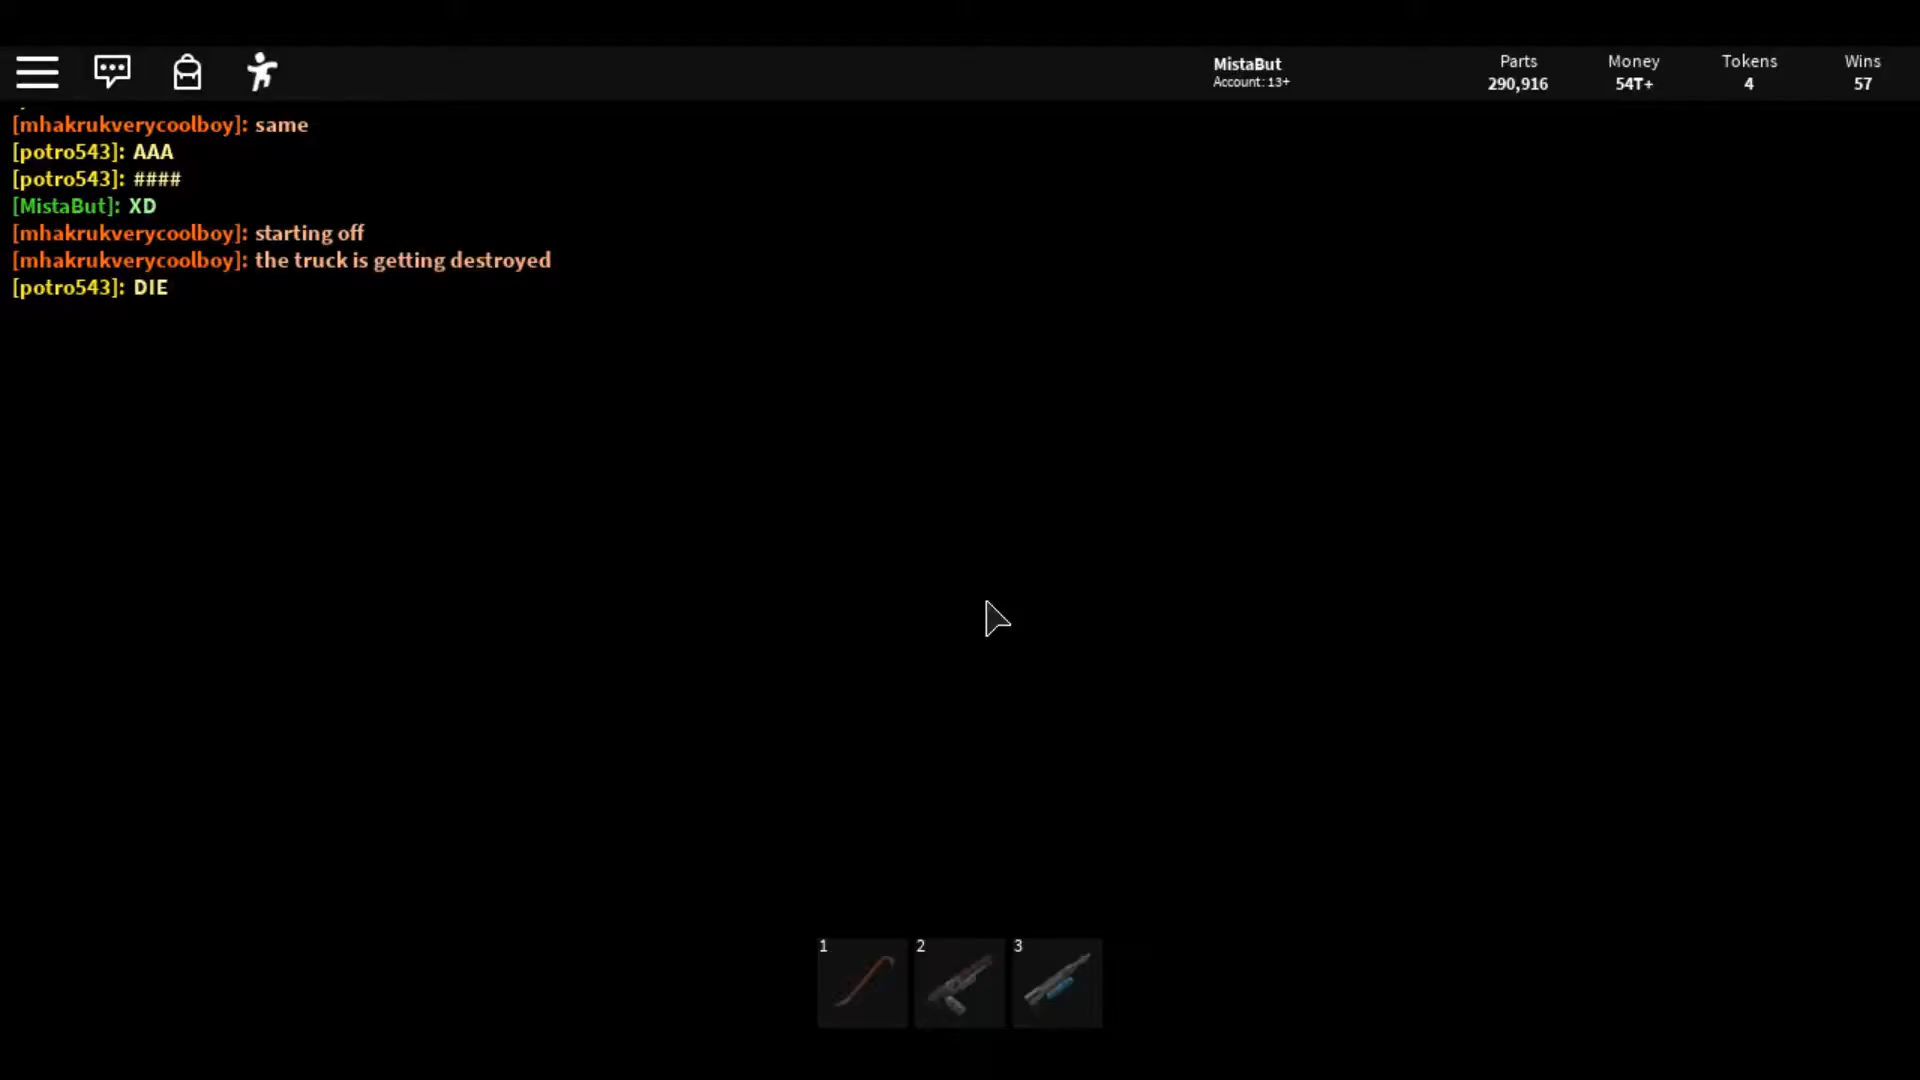 MistaBut
Account: 13+
Parts
290,916
Money
54T+
Tokens
4
Wins
57
[mhakrukverycoolboy]: same
[potro543]: AAA
[potro543]: ####
[MistaBut]: XD
[mhakrukverycoolboy]: starting off
[mhakrukverycoolboy]: the truck is getting destroyed
[potro543]: DIE
1
2
3